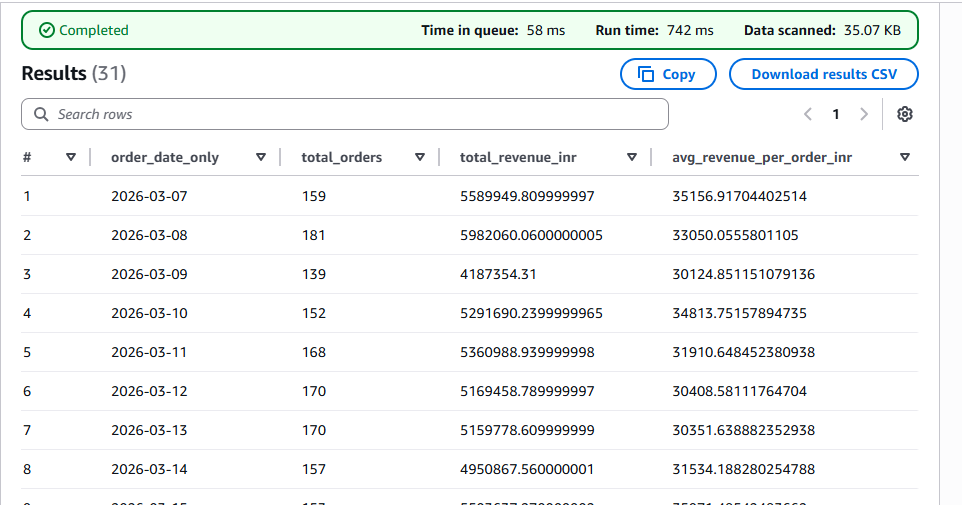 Completed Time in queue: 58 ms Run time: 742 ms Data scanned: 35.07 KB
Results (31) Copy Download results CSV
Search rows 1
# order_date_only total_orders total_revenue_inr avg_revenue_per_order_inr
1 2026-03-07 159 5589949.809999997 35156.91704402514
2 2026-03-08 181 5982060.0600000005 33050.0555801105
3 2026-03-09 139 4187354.31 30124.851151079136
4 2026-03-10 152 5291690.2399999965 34813.75157894735
5 2026-03-11 168 5360988.939999998 31910.648452380938
6 2026-03-12 170 5169458.789999997 30408.58111764704
7 2026-03-13 170 5159778.609999999 30351.638882352938
8 2026-03-14 157 4950867.560000001 31534.188280254788